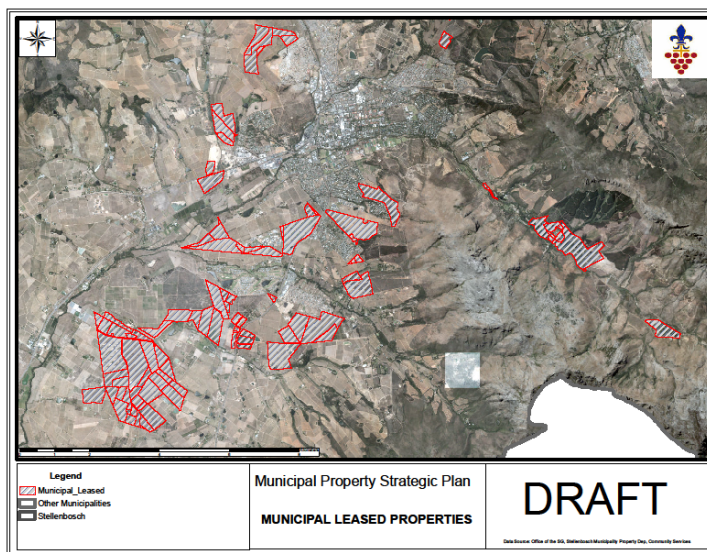 Legend
Municipal_Leased
Other Municipalities
Stellenbosch
Municipal Property Strategic Plan
MUNICIPAL LEASED PROPERTIES
DRAFT
Data Source: Office of the SG, Stellenbosch Municipality Property Dep, Community Services